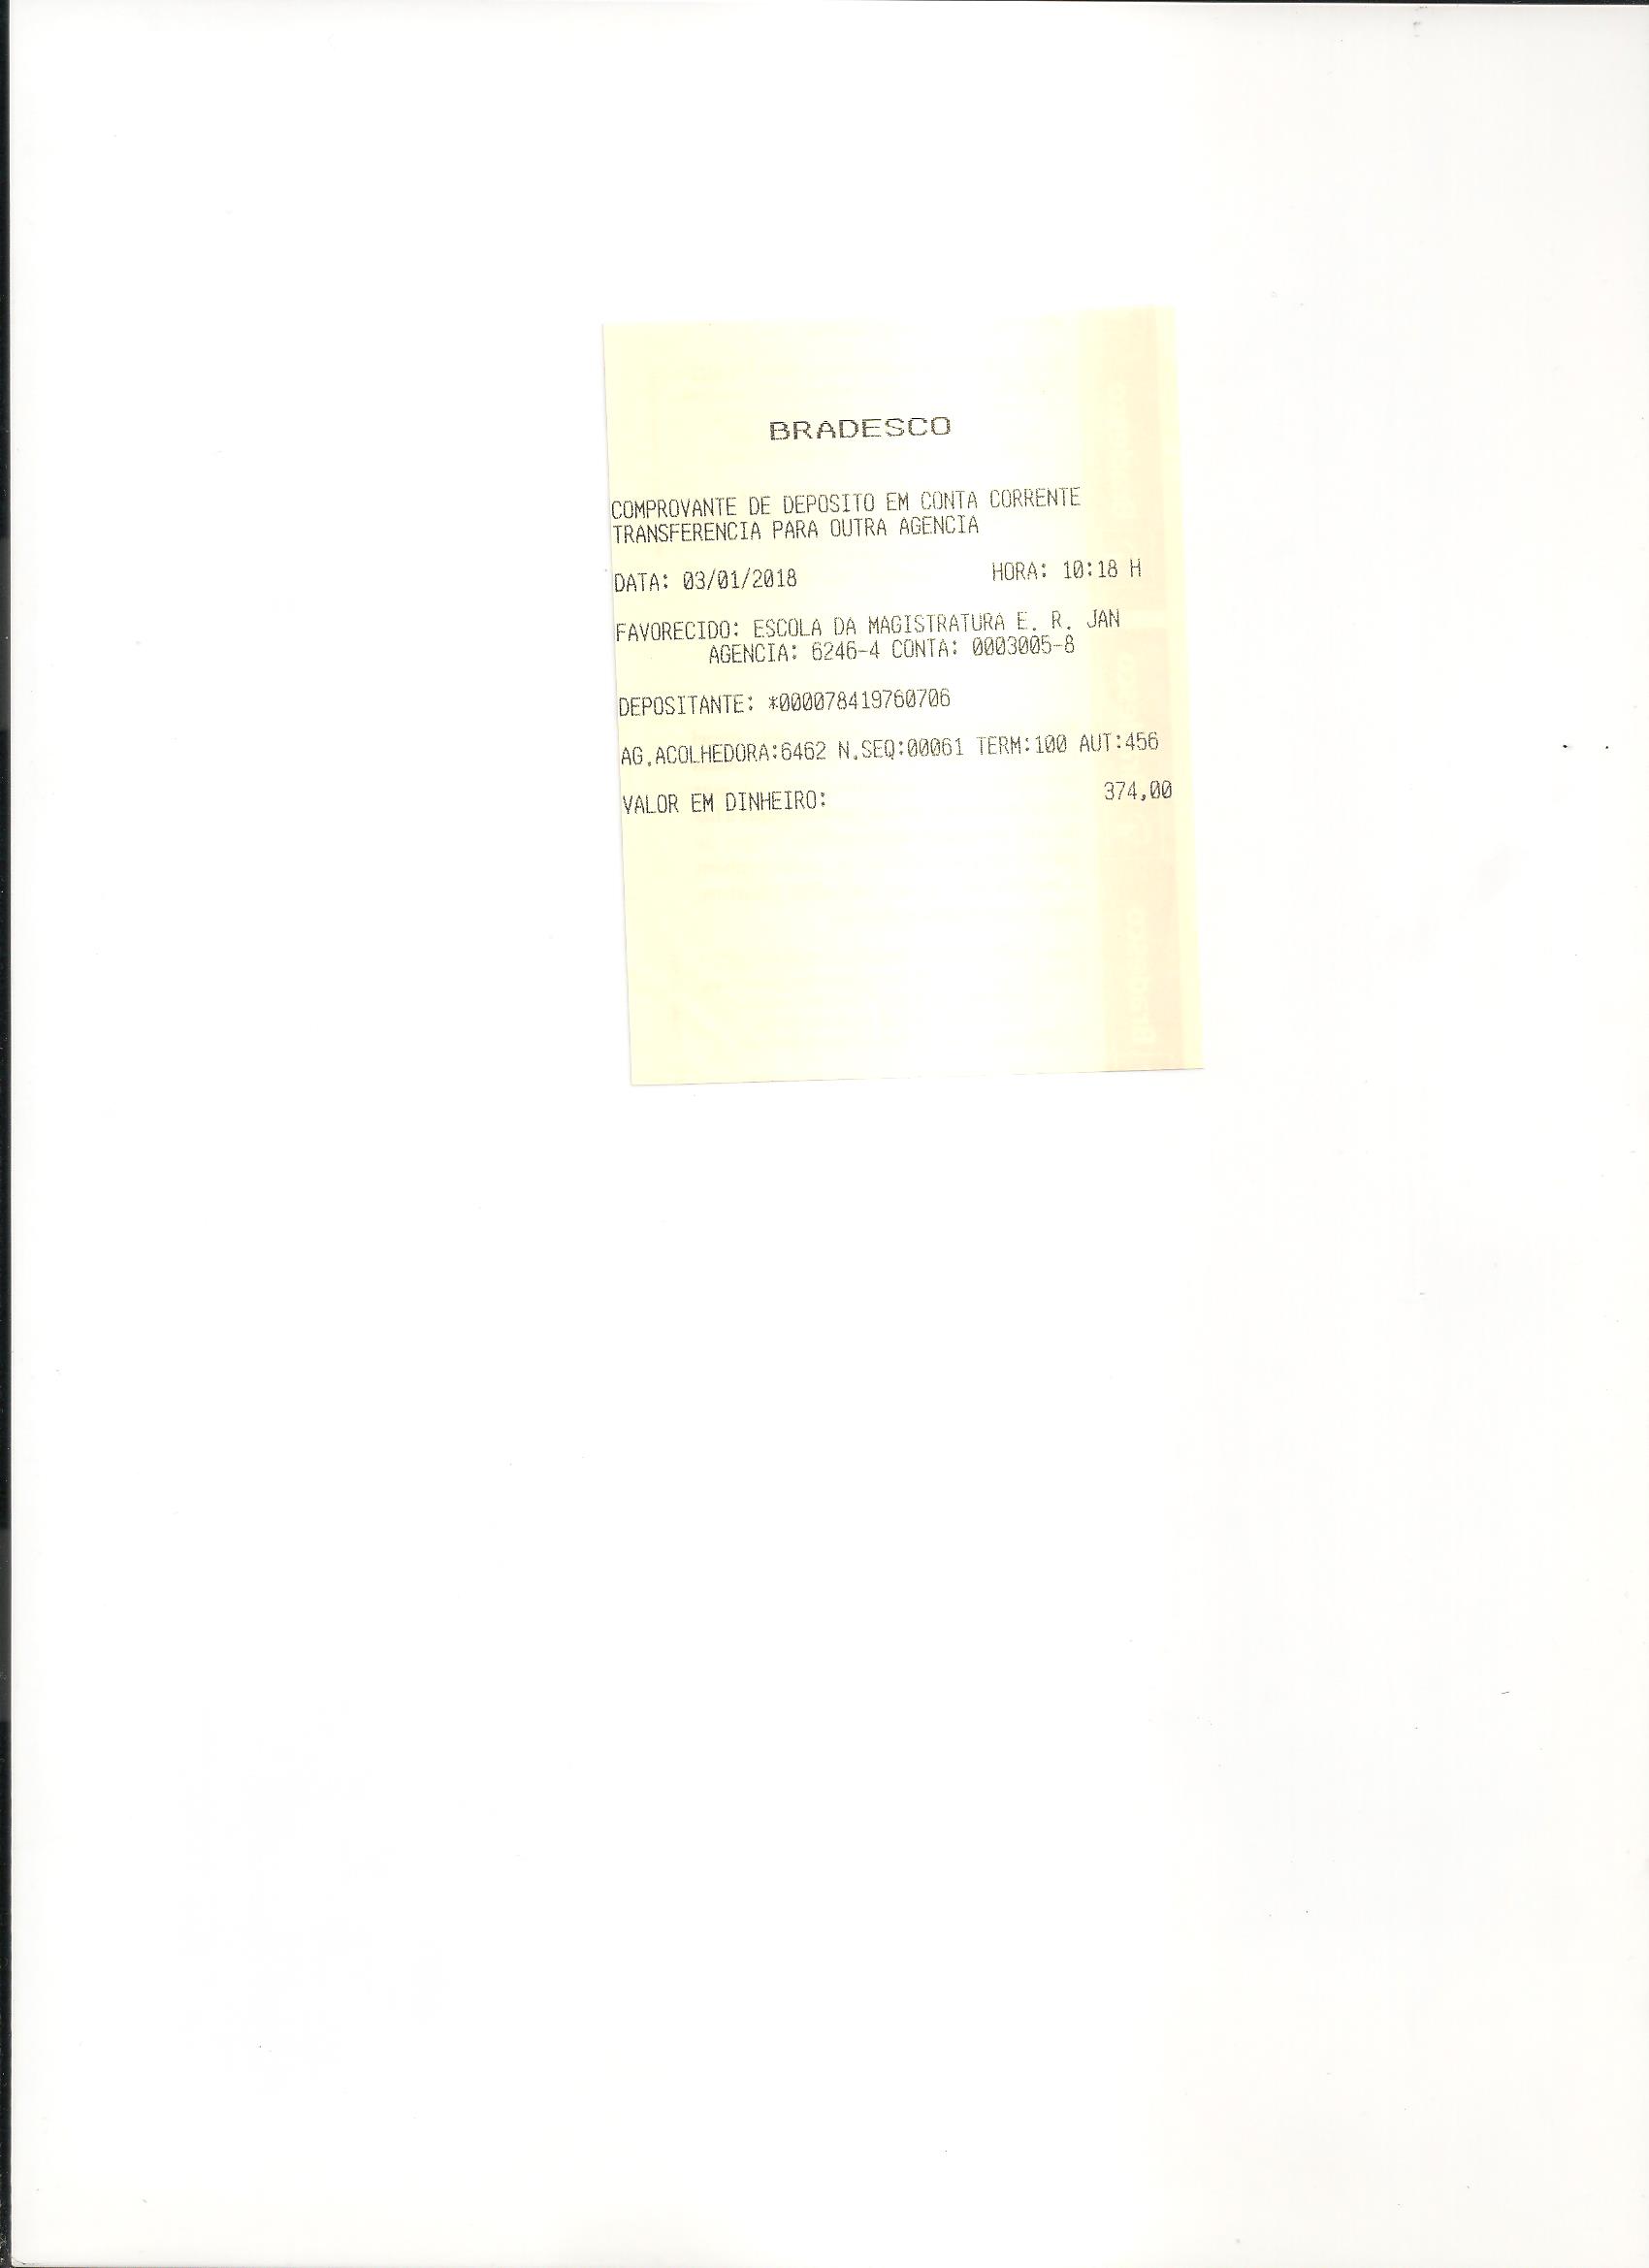 BRADESCO
COMPROVANTE DE DEPOSITO EM CONTA CORRENTE
TRANSFERENCIA PARA OUTRA AGENCIA
DATA: 03/01/2018 HORA: 10:18 H
FAVORECIDO: ESCOLA DA MAGISTRATURA E. R. JAN
AGENCIA: 6246-4 CONTA: 0003005-8
DEPOSITANTE: *000078419760706
AG.ACOLHEDORA:6462 N.SEQ:00061 TERM:100 AUT:456
VALOR EM DINHEIRO: 374,00